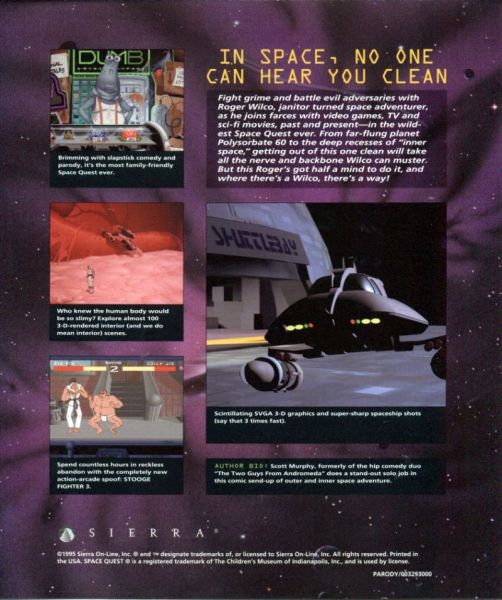 DUMB
IN SPACE, NO ONE
CAN HEAR YOU CLEAN
Fight grime and battle evil adversaries with
Roger Wilco, janitor turned space adventurer,
as he joins farces with video games, TV and
sci-fi movies, past and present—in the wild-
est Space Quest ever. From far-flung planet
Polysorbate 60 to the deep recesses of "inner
space," getting out of this one clean will take
all the nerve and backbone Wilco can muster.
But this Roger's got half a mind to do it, and
where there's a Wilco, there's a way!
Brimming with slapstick comedy and
parody, it's the most family-friendly
Space Quest ever.
SHUTTLEBAY
Who knew the human body would
be so slimy? Explore almost 100
3-D-rendered interior (and we do
mean interior) scenes.
2
Scintillating SVGA 3-D graphics and super-sharp spaceship shots
(say that 3 times fast).
Spend countless hours in reckless
abandon with the completely new
action-arcade spoof: STOOGE
FIGHTER 3.
AUTHOR BIO: Scott Murphy, formerly of the hip comedy duo
"The Two Guys From Andromeda" does a stand-out solo job in
this comic send-up of outer and inner space adventure.
SIERRA®
©1995 Sierra On-Line, Inc. ® and ™ designate trademarks of, or licensed to Sierra On-Line, Inc. All rights reserved. Printed in
the USA. SPACE QUEST ® is a registered trademark of The Children's Museum of Indianapolis, Inc., and is used by license.
PARODY/003293000